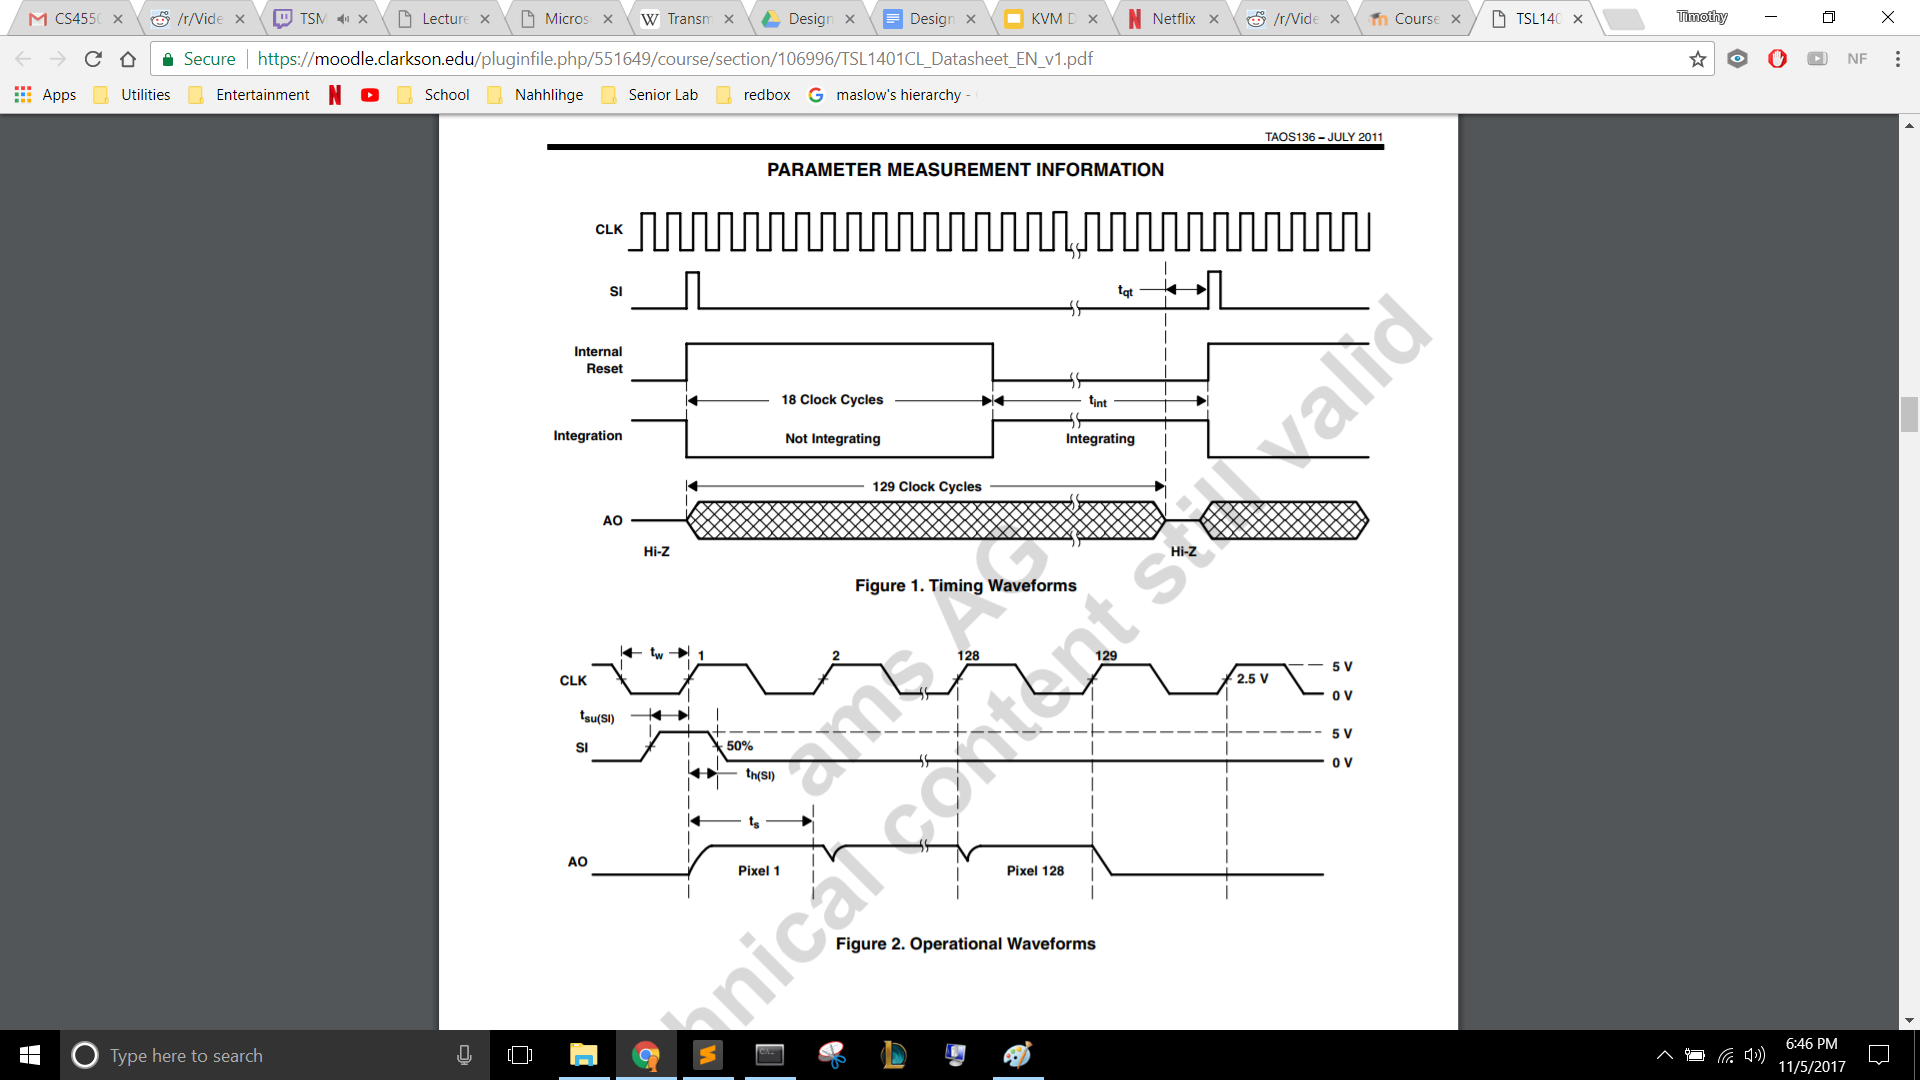 CS455 /r/Vide TSM Lecture Micros Transm Design Design KVM D Netflix /r/Vide Course TSL140 Timothy
Secure https://moodle.clarkson.edu/pluginfile.php/551649/course/section/106996/TSL1401CL_Datasheet_EN_v1.pdf NF
Apps Utilities Entertainment School Nahhlihge Senior Lab redbox maslow's hierarchy -
TAOS136 – JULY 2011
PARAMETER MEASUREMENT INFORMATION
CLK
SI tqt
Internal
Reset
18 Clock Cycles tint
Integration Not Integrating Integrating
129 Clock Cycles
AO
Hi-Z Hi-Z
Figure 1. Timing Waveforms
tw 1 2 128 129 5 V
CLK 2.5 V
0 V
tsu(SI)
5 V
SI 50%
0 V
th(SI)
ts
AO
Pixel 1 Pixel 128
Figure 2. Operational Waveforms
ams AG
hnical content still valid
Type here to search
6:46 PM
11/5/2017